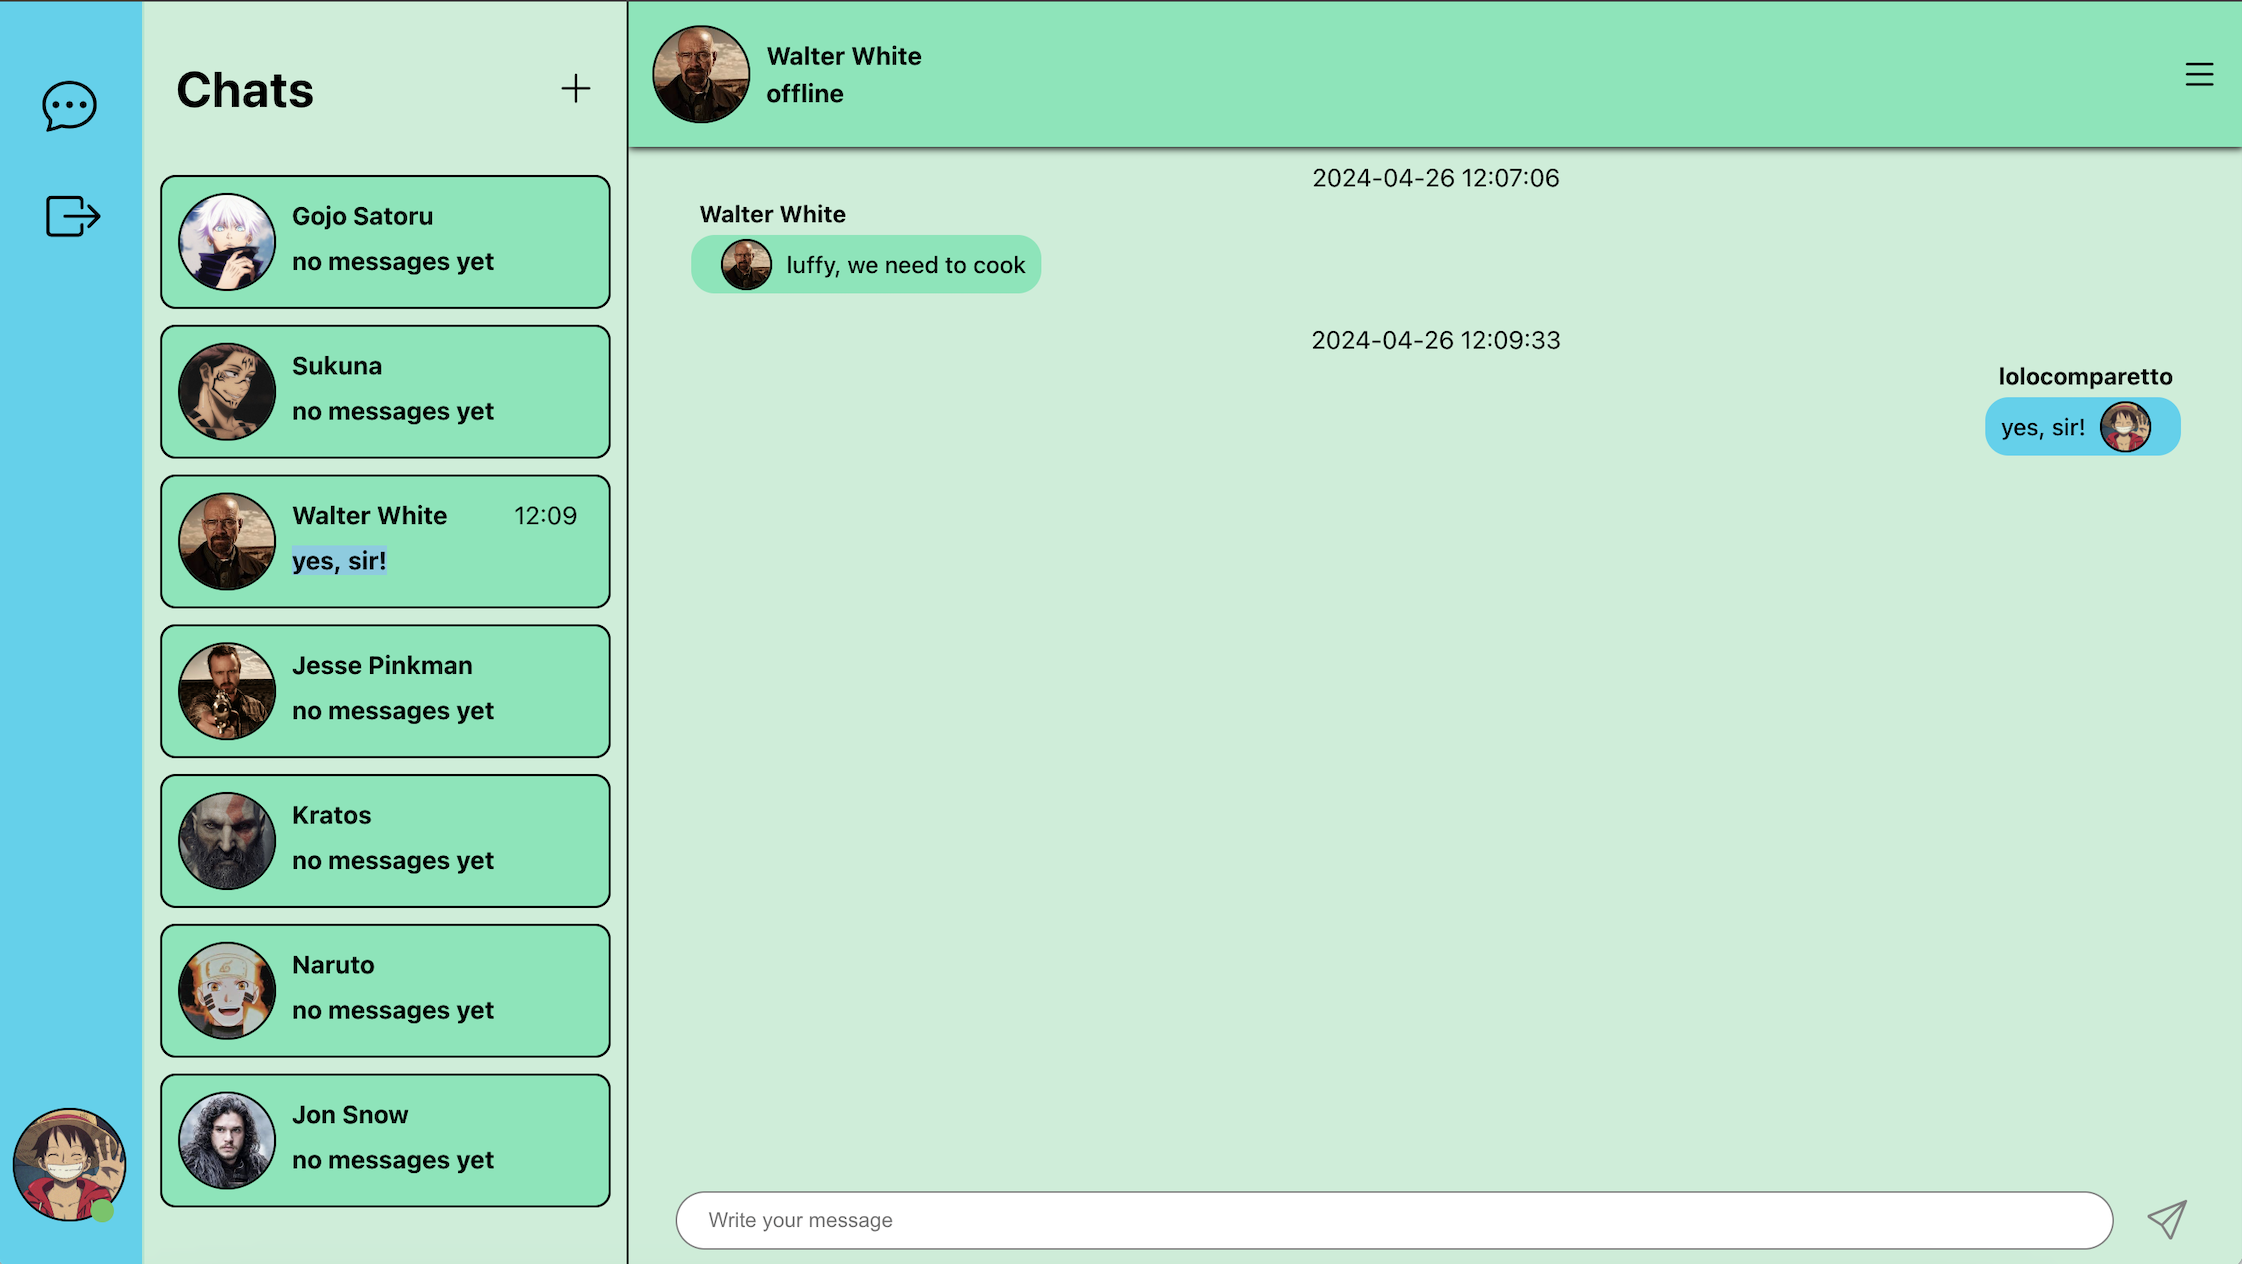 Chats
Gojo Satoru
no messages yet
Sukuna
no messages yet
Walter White 12:09
yes, sir!
Jesse Pinkman
no messages yet
Kratos
no messages yet
Naruto
no messages yet
Jon Snow
no messages yet
Walter White
offline
2024-04-26 12:07:06
Walter White
luffy, we need to cook
2024-04-26 12:09:33
lolocomparetto
yes, sir!
Write your message